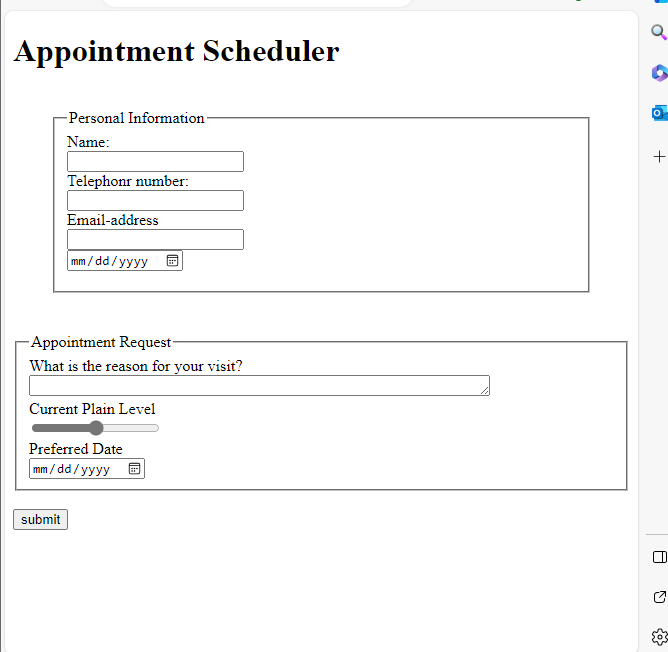 Appointment Scheduler
Personal Information
Name:
Telephonr number:
Email-address
mm/dd/yyyy
Appointment Request
What is the reason for your visit?
Current Plain Level
Preferred Date
mm/dd/yyyy
submit